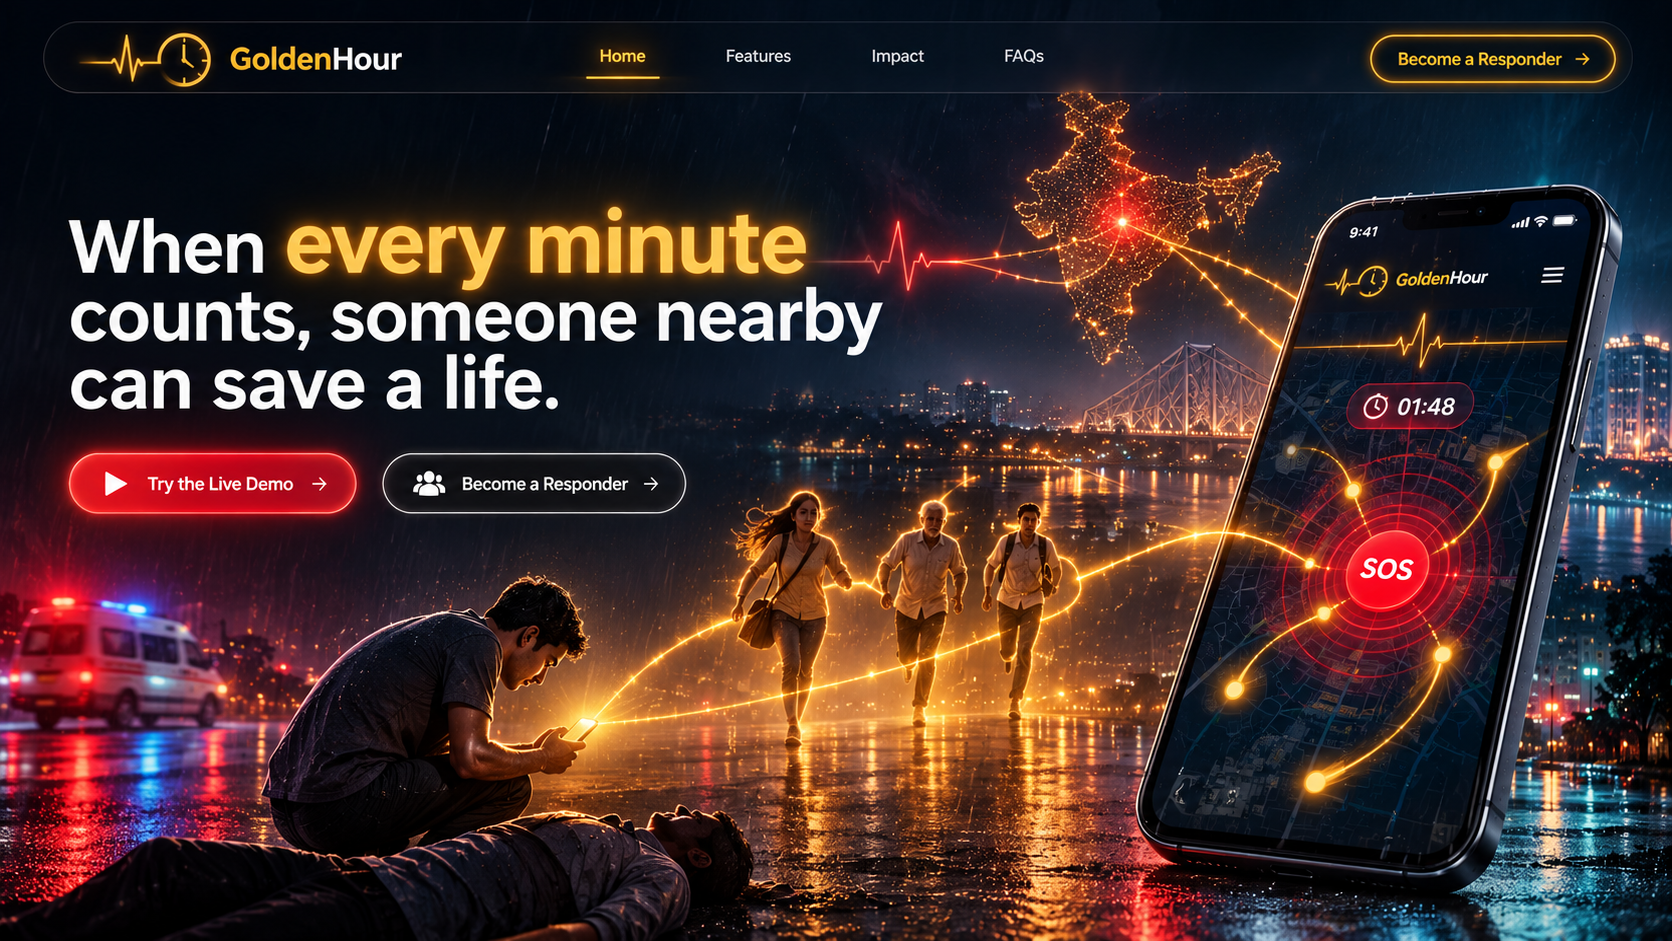 GoldenHour
Home
Features
Impact
FAQs
Become a Responder →
When every minute
counts, someone nearby
can save a life.
Try the Live Demo →
Become a Responder →
9:41
GoldenHour
01:48
SOS